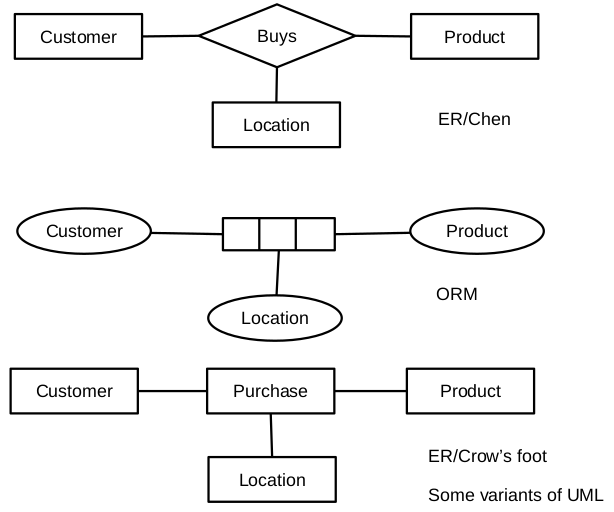 Customer
Buys
Product
Location
ER/Chen
Customer
Product
ORM
Location
Customer
Purchase
Product
ER/Crow’s foot
Location
Some variants of UML